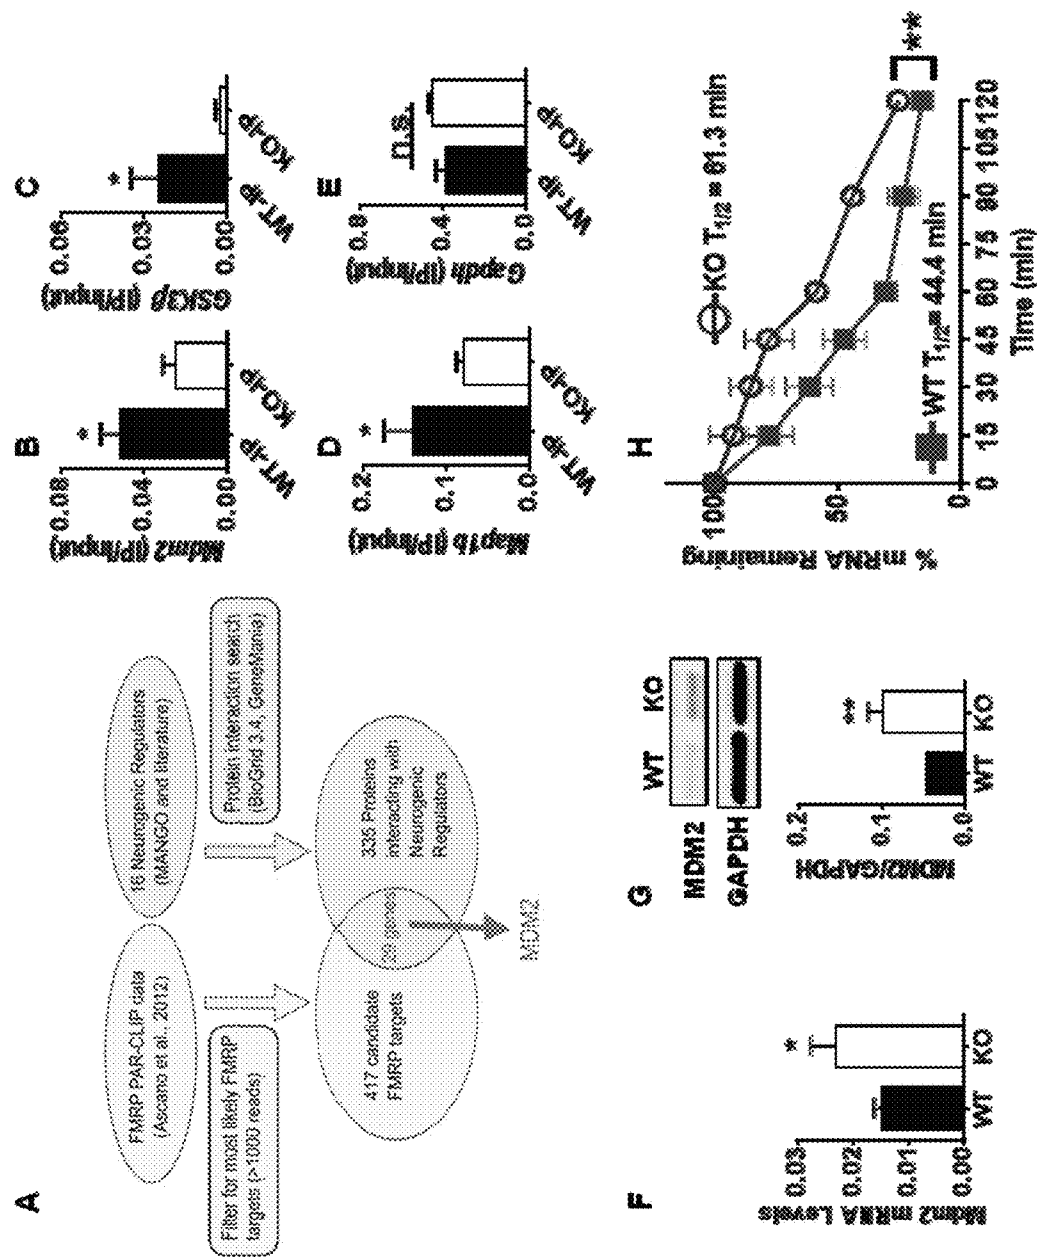 A
FMRP PAR-CLIP data
(Ascano et al., 2012)
16 Neurogenic Regulators
(MANGO and literature)
Filter for most likely FMRP
targets (>1000 reads)
Protein interaction search
(BioGrid 3.4, GeneMania)
417 candidate
FMRP targets
29 genes
335 Proteins
interacting with
Neurogenic
Regulators
MDM2
B
Mdm2 (IP/Input)
0.08
0.04
0.00
*
WT-IP
KO-IP
C
GSK3β (IP/Input)
0.06
0.03
0.00
*
WT-IP
KO-IP
D
Map1b (IP/Input)
0.2
0.1
0.0
*
WT-IP
KO-IP
E
Gapdh (IP/Input)
0.8
0.4
0.0
n.s.
WT-IP
KO-IP
F
Mdm2 mRNA Levels
0.03
0.02
0.01
0.00
*
WT
KO
G
WT KO
MDM2
GAPDH
MDM2/GAPDH
0.2
0.1
0.0
**
WT
KO
H
% mRNA Remaining
100
50
0
KO T1/2 = 61.3 min
WT T1/2 = 44.4 min
**
0 15 30 45 60 75 90 105 120
Time (min)